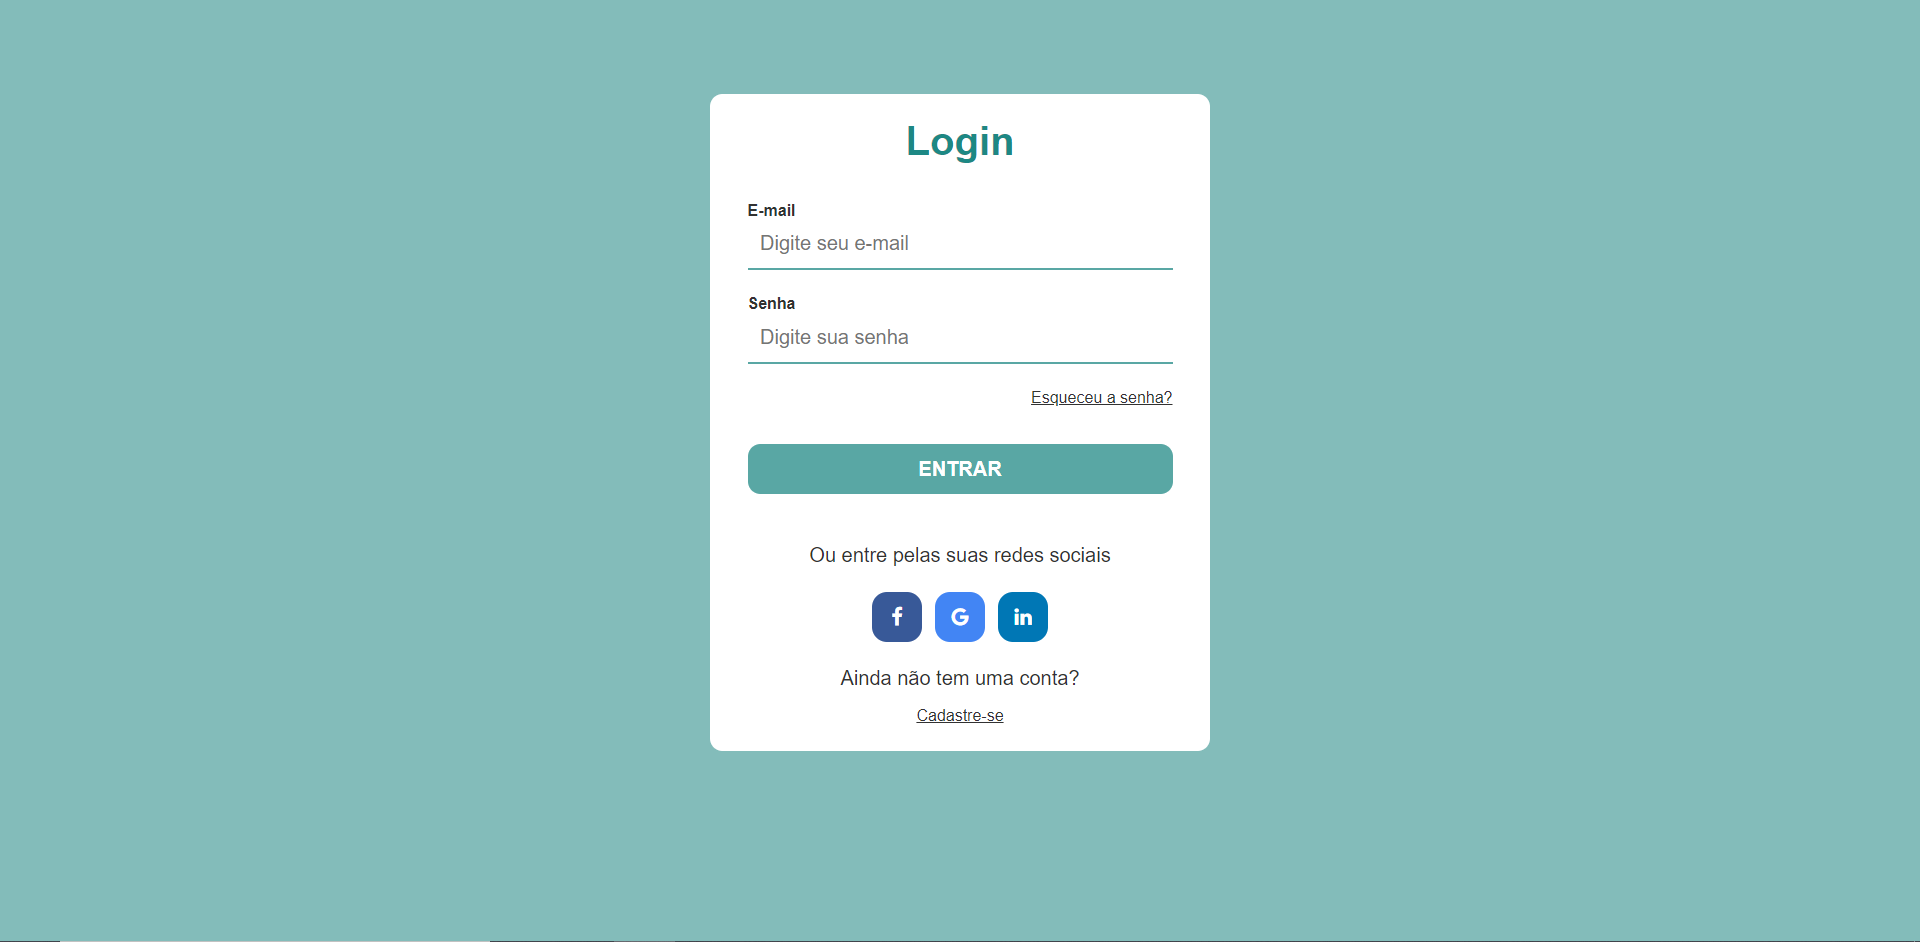 Login
E-mail
Digite seu e-mail
Senha
Digite sua senha
Esqueceu a senha?
ENTRAR
Ou entre pelas suas redes sociais
f G in
Ainda não tem uma conta?
Cadastre-se